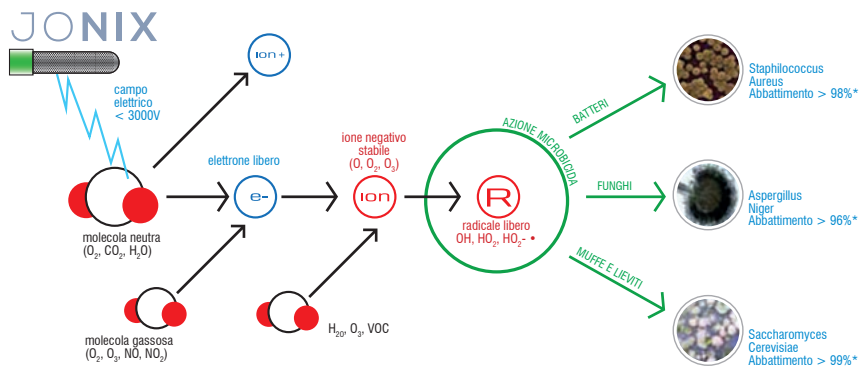 JONIX
campo
elettrico
< 3000V
ion+
molecola neutra
(O₂, CO₂, H₂O)
elettrone libero
e-
ione negativo
stabile
(O, O₂, O₃)
ion
AZIONE MICROBICIDA
R
radicale libero
OH, HO₂, HO₂- •
molecola gassosa
(O₂, O₃, NO, NO₂)
H₂₀, O₃, VOC
BATTERI
Staphilococcus
Aureus
Abbattimento > 98%*
FUNGHI
Aspergillus
Niger
Abbattimento > 96%*
MUFFE E LIEVITI
Saccharomyces
Cerevisiae
Abbattimento > 99%*